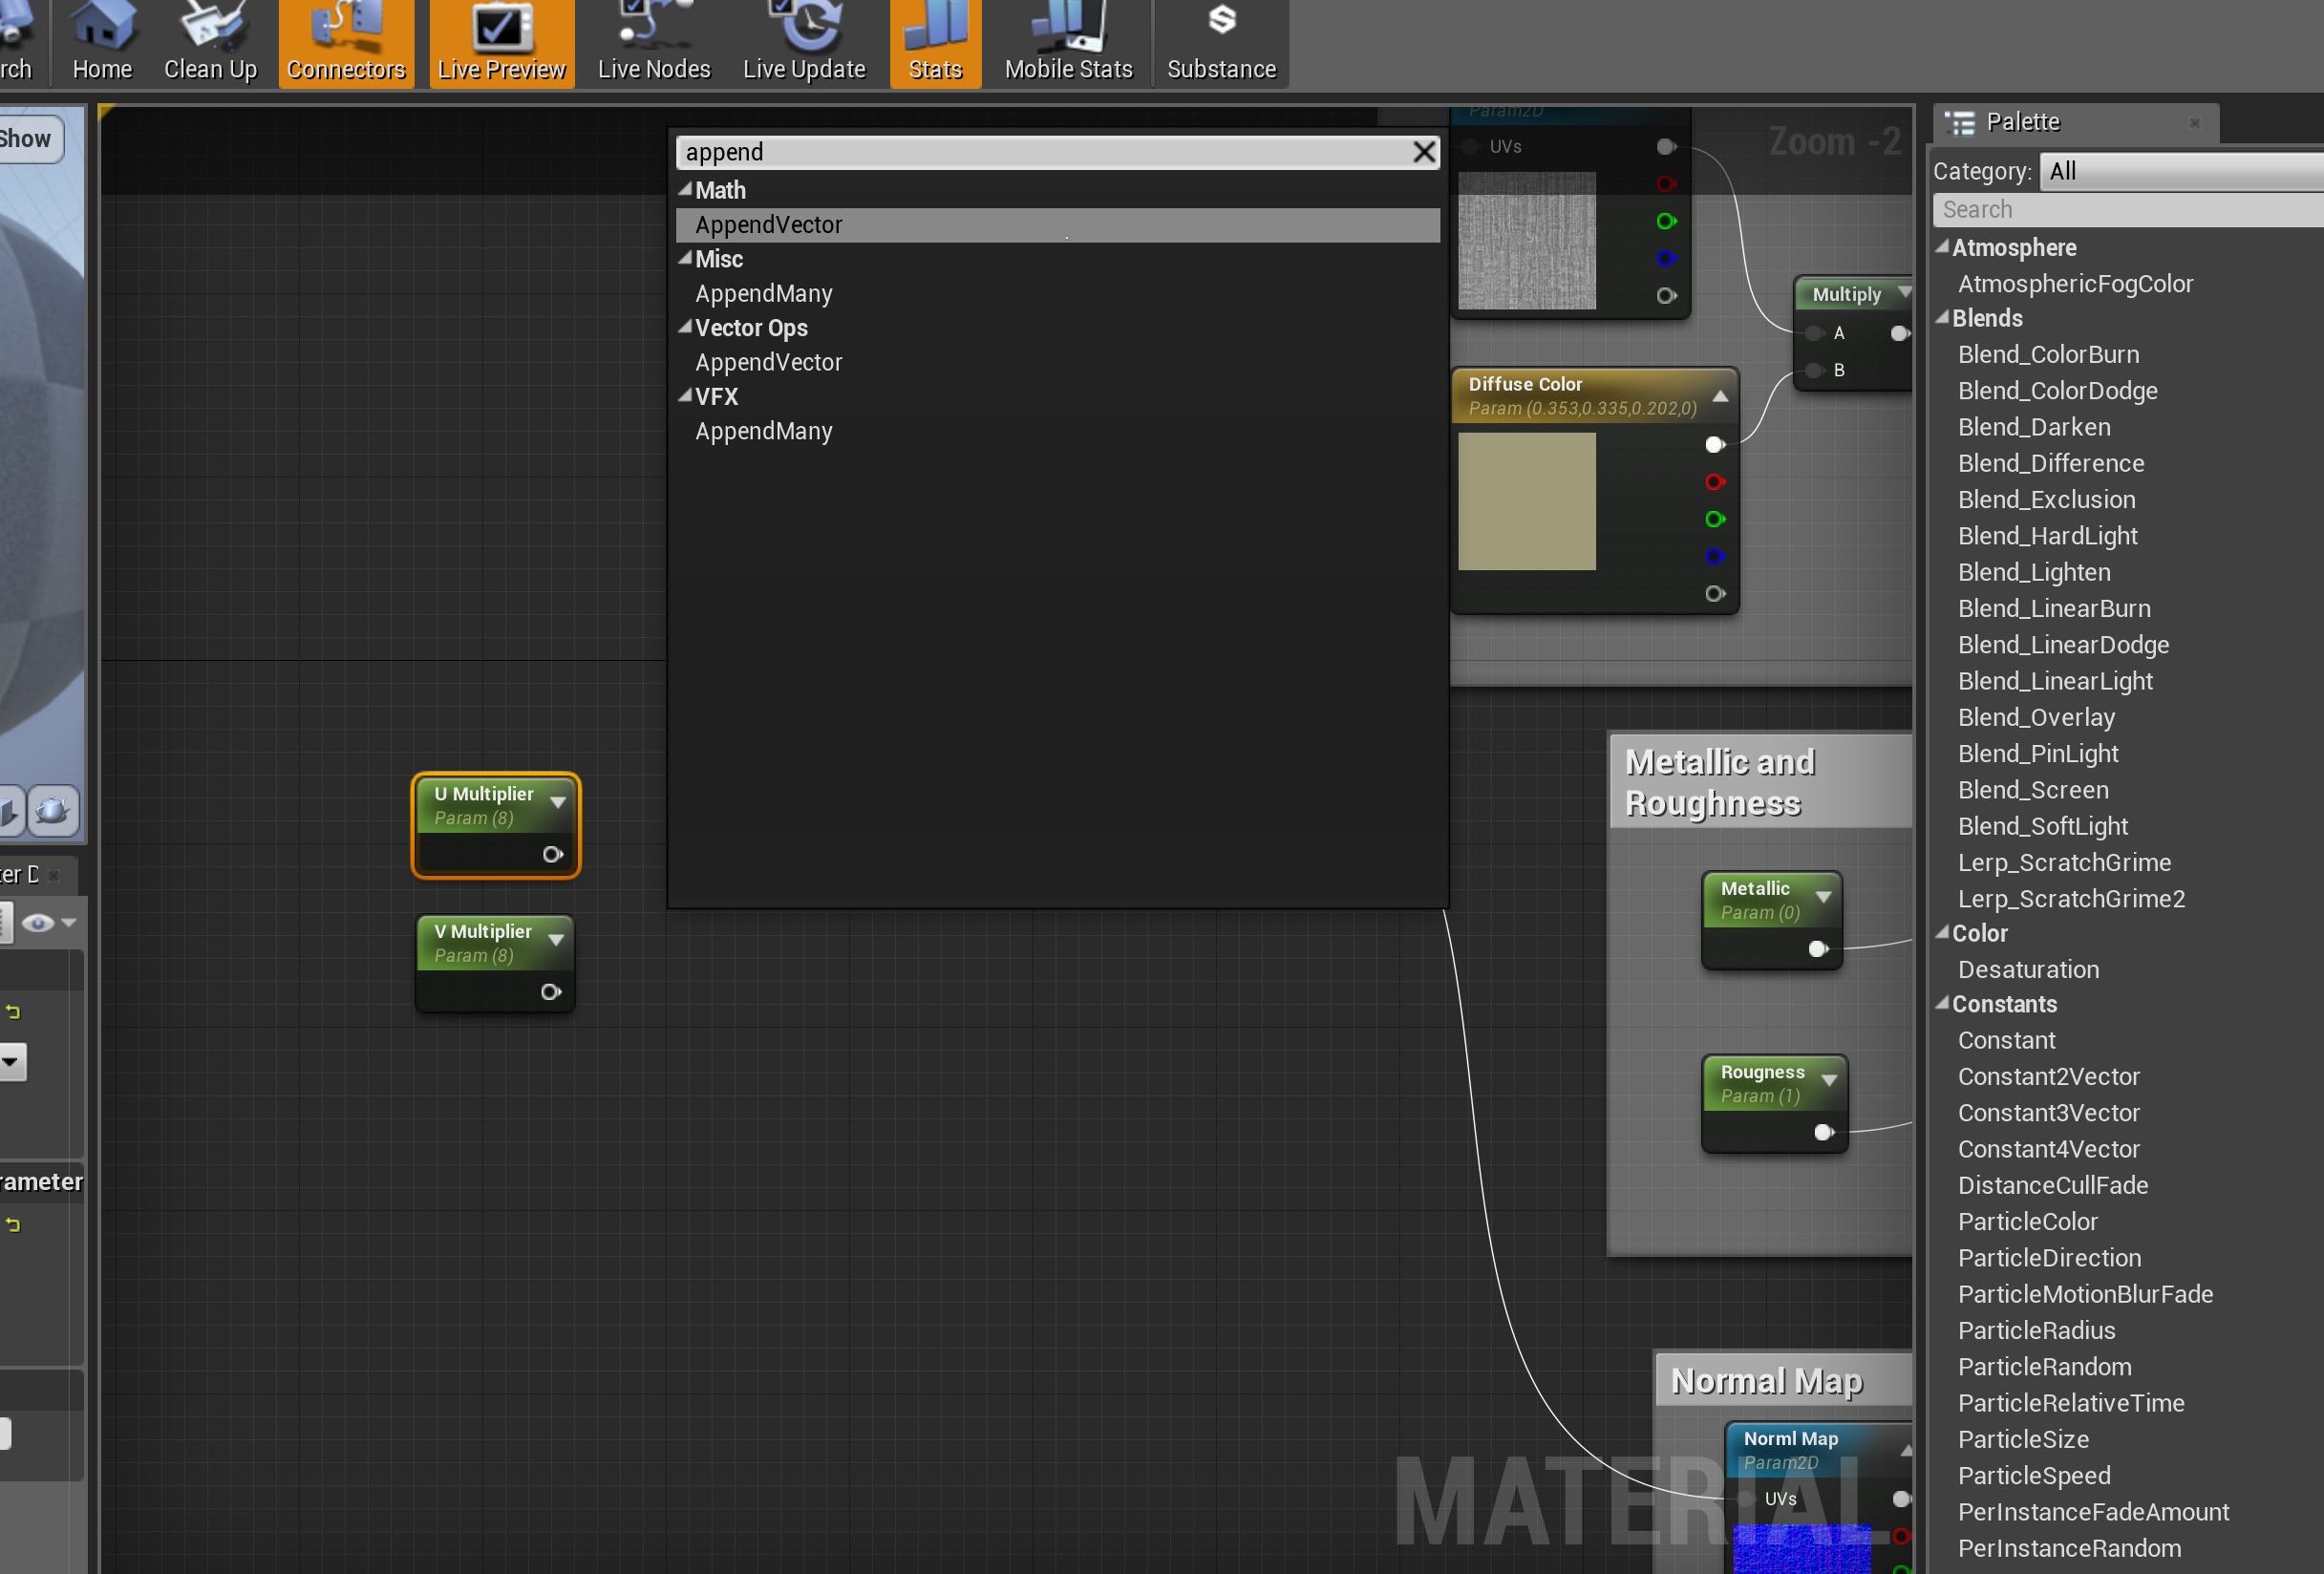 rch
Home
Clean Up
Connectors
Live Preview
Live Nodes
Live Update
Stats
Mobile Stats
Substance
Show
append
Math
AppendVector
Misc
AppendMany
Vector Ops
AppendVector
VFX
AppendMany
Param2D
UVs
Zoom -2
Multiply
A
B
Diffuse Color
Param (0.353,0.335,0.202,0)
U Multiplier
Param (8)
V Multiplier
Param (8)
Metallic and
Roughness
Metallic
Param (0)
Rougness
Param (1)
Normal Map
Norml Map
Param2D
UVs
MATERIAL
ter D
rameter
Palette
Category: All
Search
Atmosphere
AtmosphericFogColor
Blends
Blend_ColorBurn
Blend_ColorDodge
Blend_Darken
Blend_Difference
Blend_Exclusion
Blend_HardLight
Blend_Lighten
Blend_LinearBurn
Blend_LinearDodge
Blend_LinearLight
Blend_Overlay
Blend_PinLight
Blend_Screen
Blend_SoftLight
Lerp_ScratchGrime
Lerp_ScratchGrime2
Color
Desaturation
Constants
Constant
Constant2Vector
Constant3Vector
Constant4Vector
DistanceCullFade
ParticleColor
ParticleDirection
ParticleMotionBlurFade
ParticleRadius
ParticleRandom
ParticleRelativeTime
ParticleSize
ParticleSpeed
PerInstanceFadeAmount
PerInstanceRandom